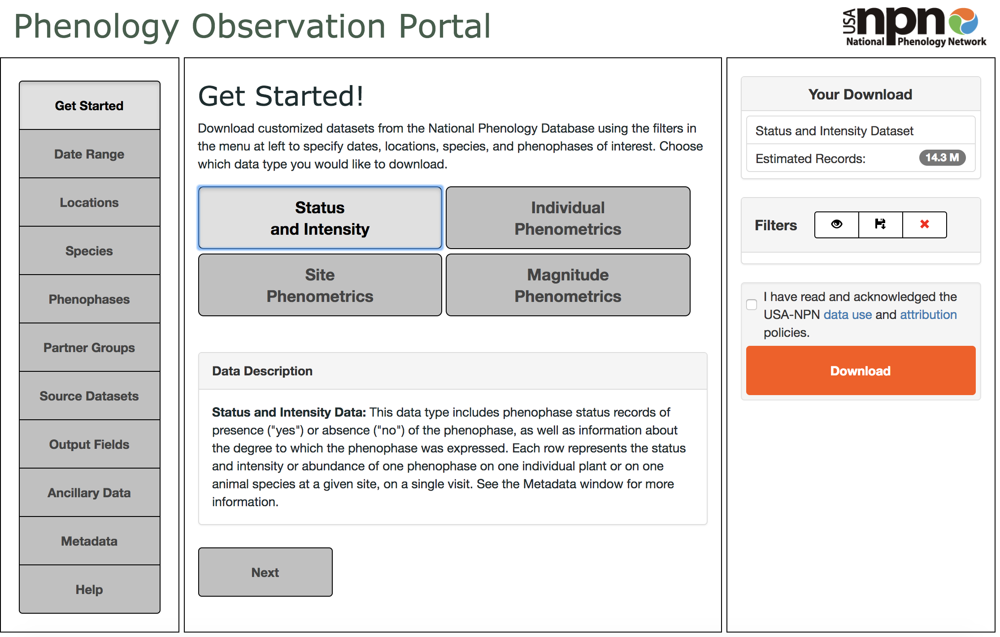 Phenology Observation Portal
USA npn
National Phenology Network
Get Started
Date Range
Locations
Species
Phenophases
Partner Groups
Source Datasets
Output Fields
Ancillary Data
Metadata
Help
Get Started!
Download customized datasets from the National Phenology Database using the filters in
the menu at left to specify dates, locations, species, and phenophases of interest. Choose
which data type you would like to download.
Status
and Intensity
Individual
Phenometrics
Site
Phenometrics
Magnitude
Phenometrics
Data Description
Status and Intensity Data: This data type includes phenophase status records of
presence ("yes") or absence ("no") of the phenophase, as well as information about
the degree to which the phenophase was expressed. Each row represents the status
and intensity or abundance of one phenophase on one individual plant or on one
animal species at a given site, on a single visit. See the Metadata window for more
information.
Next
Your Download
Status and Intensity Dataset
Estimated Records: 14.3 M
Filters
I have read and acknowledged the
USA-NPN data use and attribution
policies.
Download